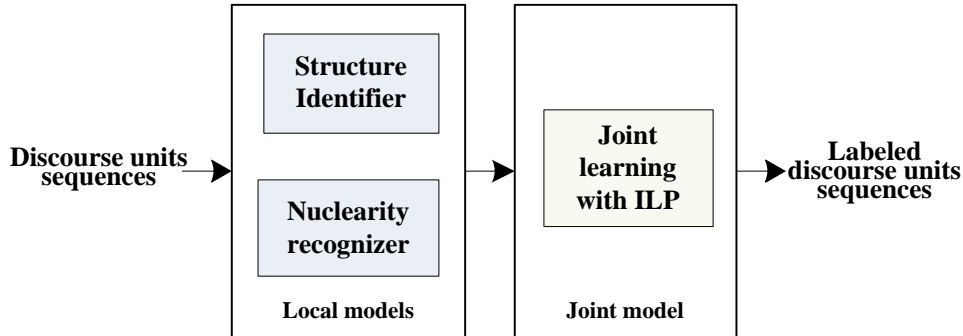 Discourse units
sequences
Structure
Identifier
Nuclearity
recognizer
Local models
Joint
learning
with ILP
Joint model
Labeled
discourse units
sequences